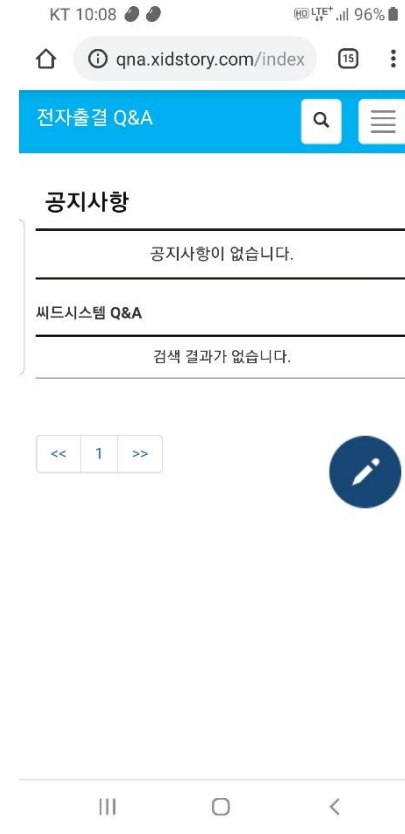 KT 10:08 HD LTE+ 96%
qna.xidstory.com/index 15
전자출결 Q&A
공지사항
공지사항이 없습니다.
씨드시스템 Q&A
검색 결과가 없습니다.
<< 1 >>